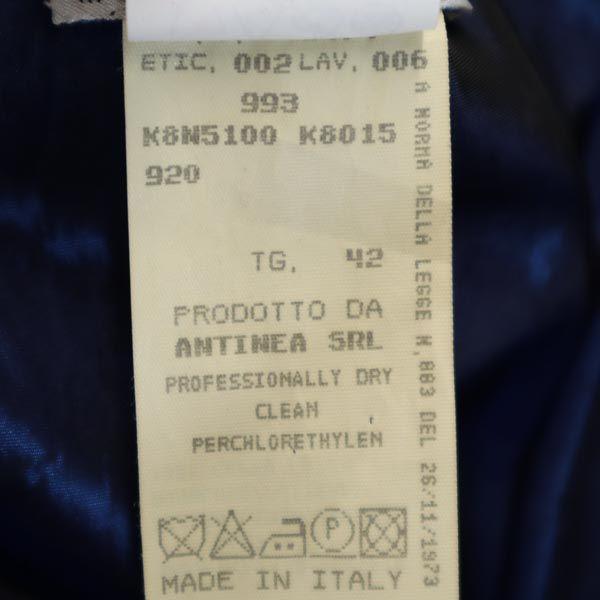 ETIC. 002 LAV. 006
993
K8N5100 K8015
920
TG. 42
PRODOTTO DA
ANTINEA SRL
PROFESSIONALLY DRY
CLEAN
PERCHLORETHYLEN
P
MADE IN ITALY
A NORMA DELLA LEGGE N.883 DEL 26/11/1973